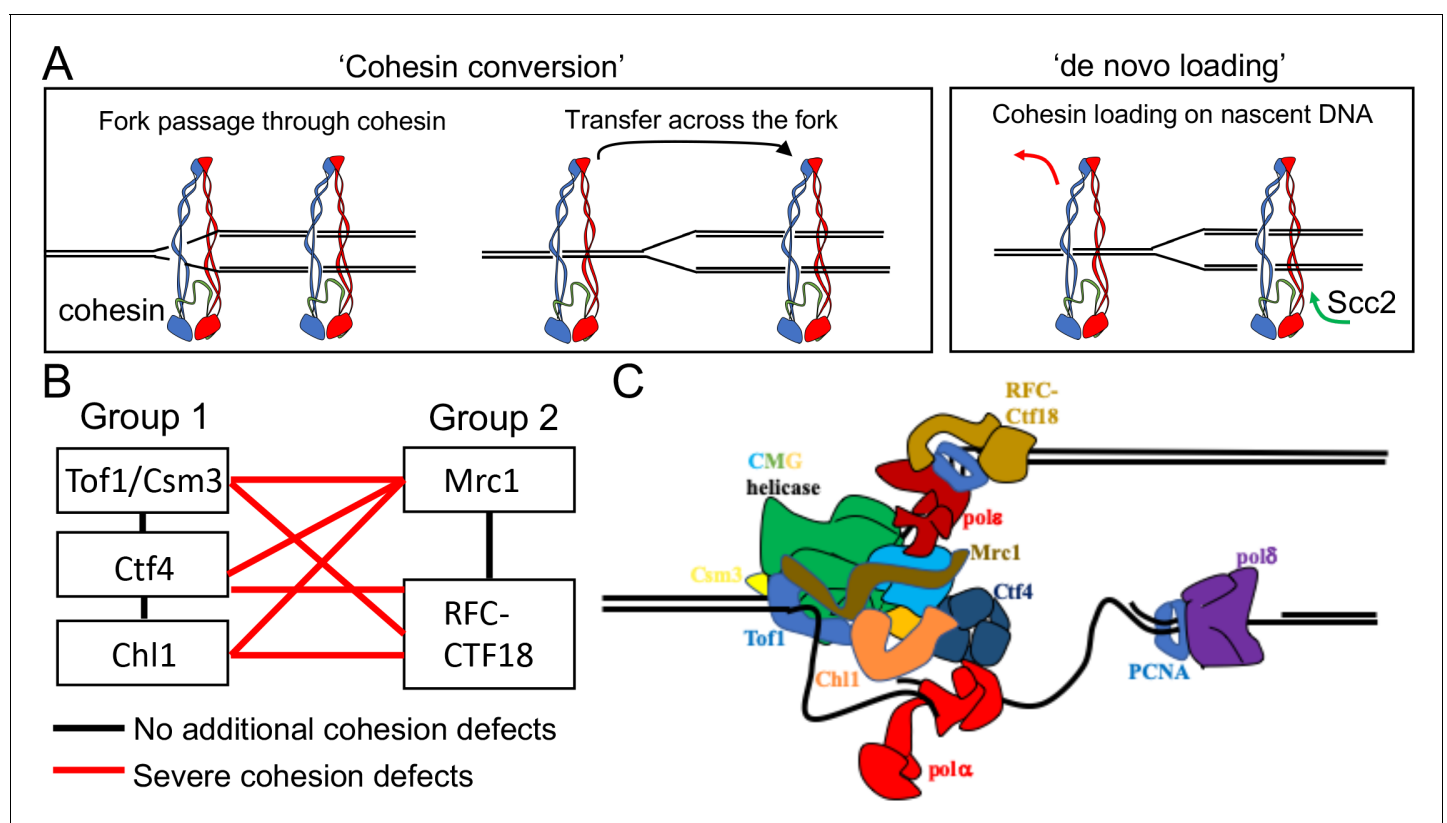 A
‘Cohesin conversion’
‘de novo loading’
Fork passage through cohesin
Transfer across the fork
Cohesin loading on nascent DNA
cohesin
Scc2
B
Group 1
Group 2
Tof1/Csm3
Mrc1
Ctf4
Chl1
RFC-
CTF18
No additional cohesion defects
Severe cohesion defects
C
RFC-
Ctf18
CMG
helicase
polε
Mrc1
Csm3
Ctf4
polδ
Tof1
Chl1
PCNA
polα